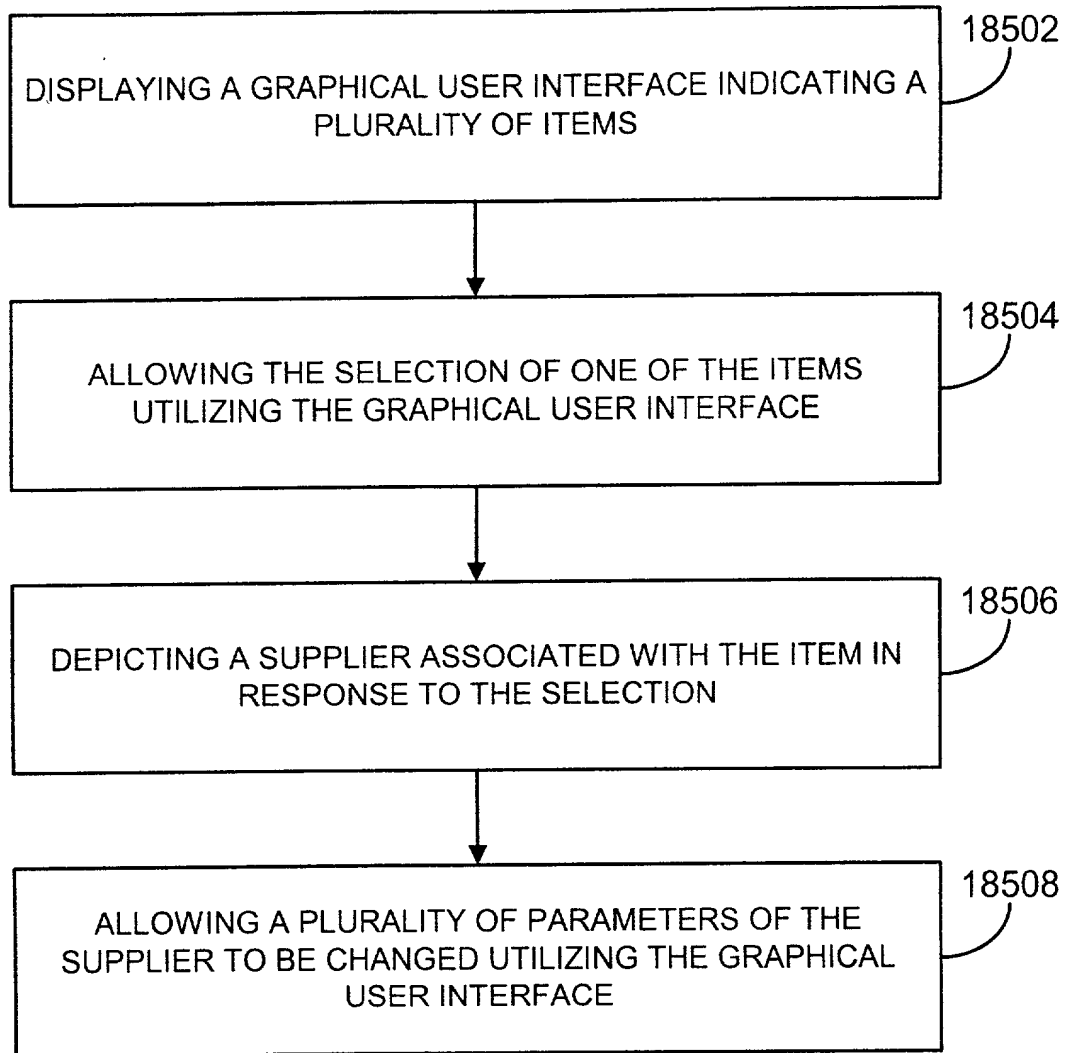 18502
DISPLAYING A GRAPHICAL USER INTERFACE INDICATING A
PLURALITY OF ITEMS
18504
ALLOWING THE SELECTION OF ONE OF THE ITEMS
UTILIZING THE GRAPHICAL USER INTERFACE
18506
DEPICTING A SUPPLIER ASSOCIATED WITH THE ITEM IN
RESPONSE TO THE SELECTION
18508
ALLOWING A PLURALITY OF PARAMETERS OF THE
SUPPLIER TO BE CHANGED UTILIZING THE GRAPHICAL
USER INTERFACE